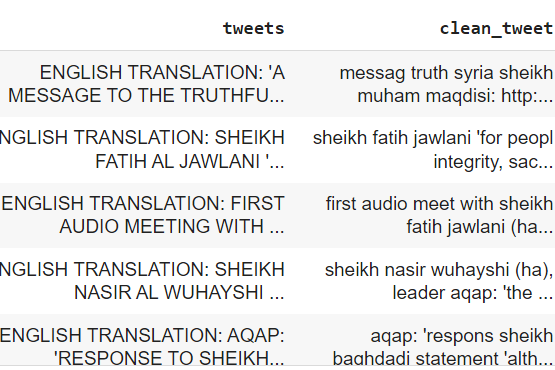 tweets clean_tweet
ENGLISH TRANSLATION: 'A messag truth syria sheikh
MESSAGE TO THE TRUTHFU... muham maqdisi: http:...
NGLISH TRANSLATION: SHEIKH sheikh fatih jawlani 'for peopl
FATIH AL JAWLANI '... integrity, sac...
ENGLISH TRANSLATION: FIRST first audio meet with sheikh
AUDIO MEETING WITH ... fatih jawlani (ha...
NGLISH TRANSLATION: SHEIKH sheikh nasir wuhayshi (ha),
NASIR AL WUHAYSHI ... leader aqap: 'the ...
ENGLISH TRANSLATION: AQAP: aqap: 'respons sheikh
'RESPONSE TO SHEIKH... baghdadi statement 'alth...